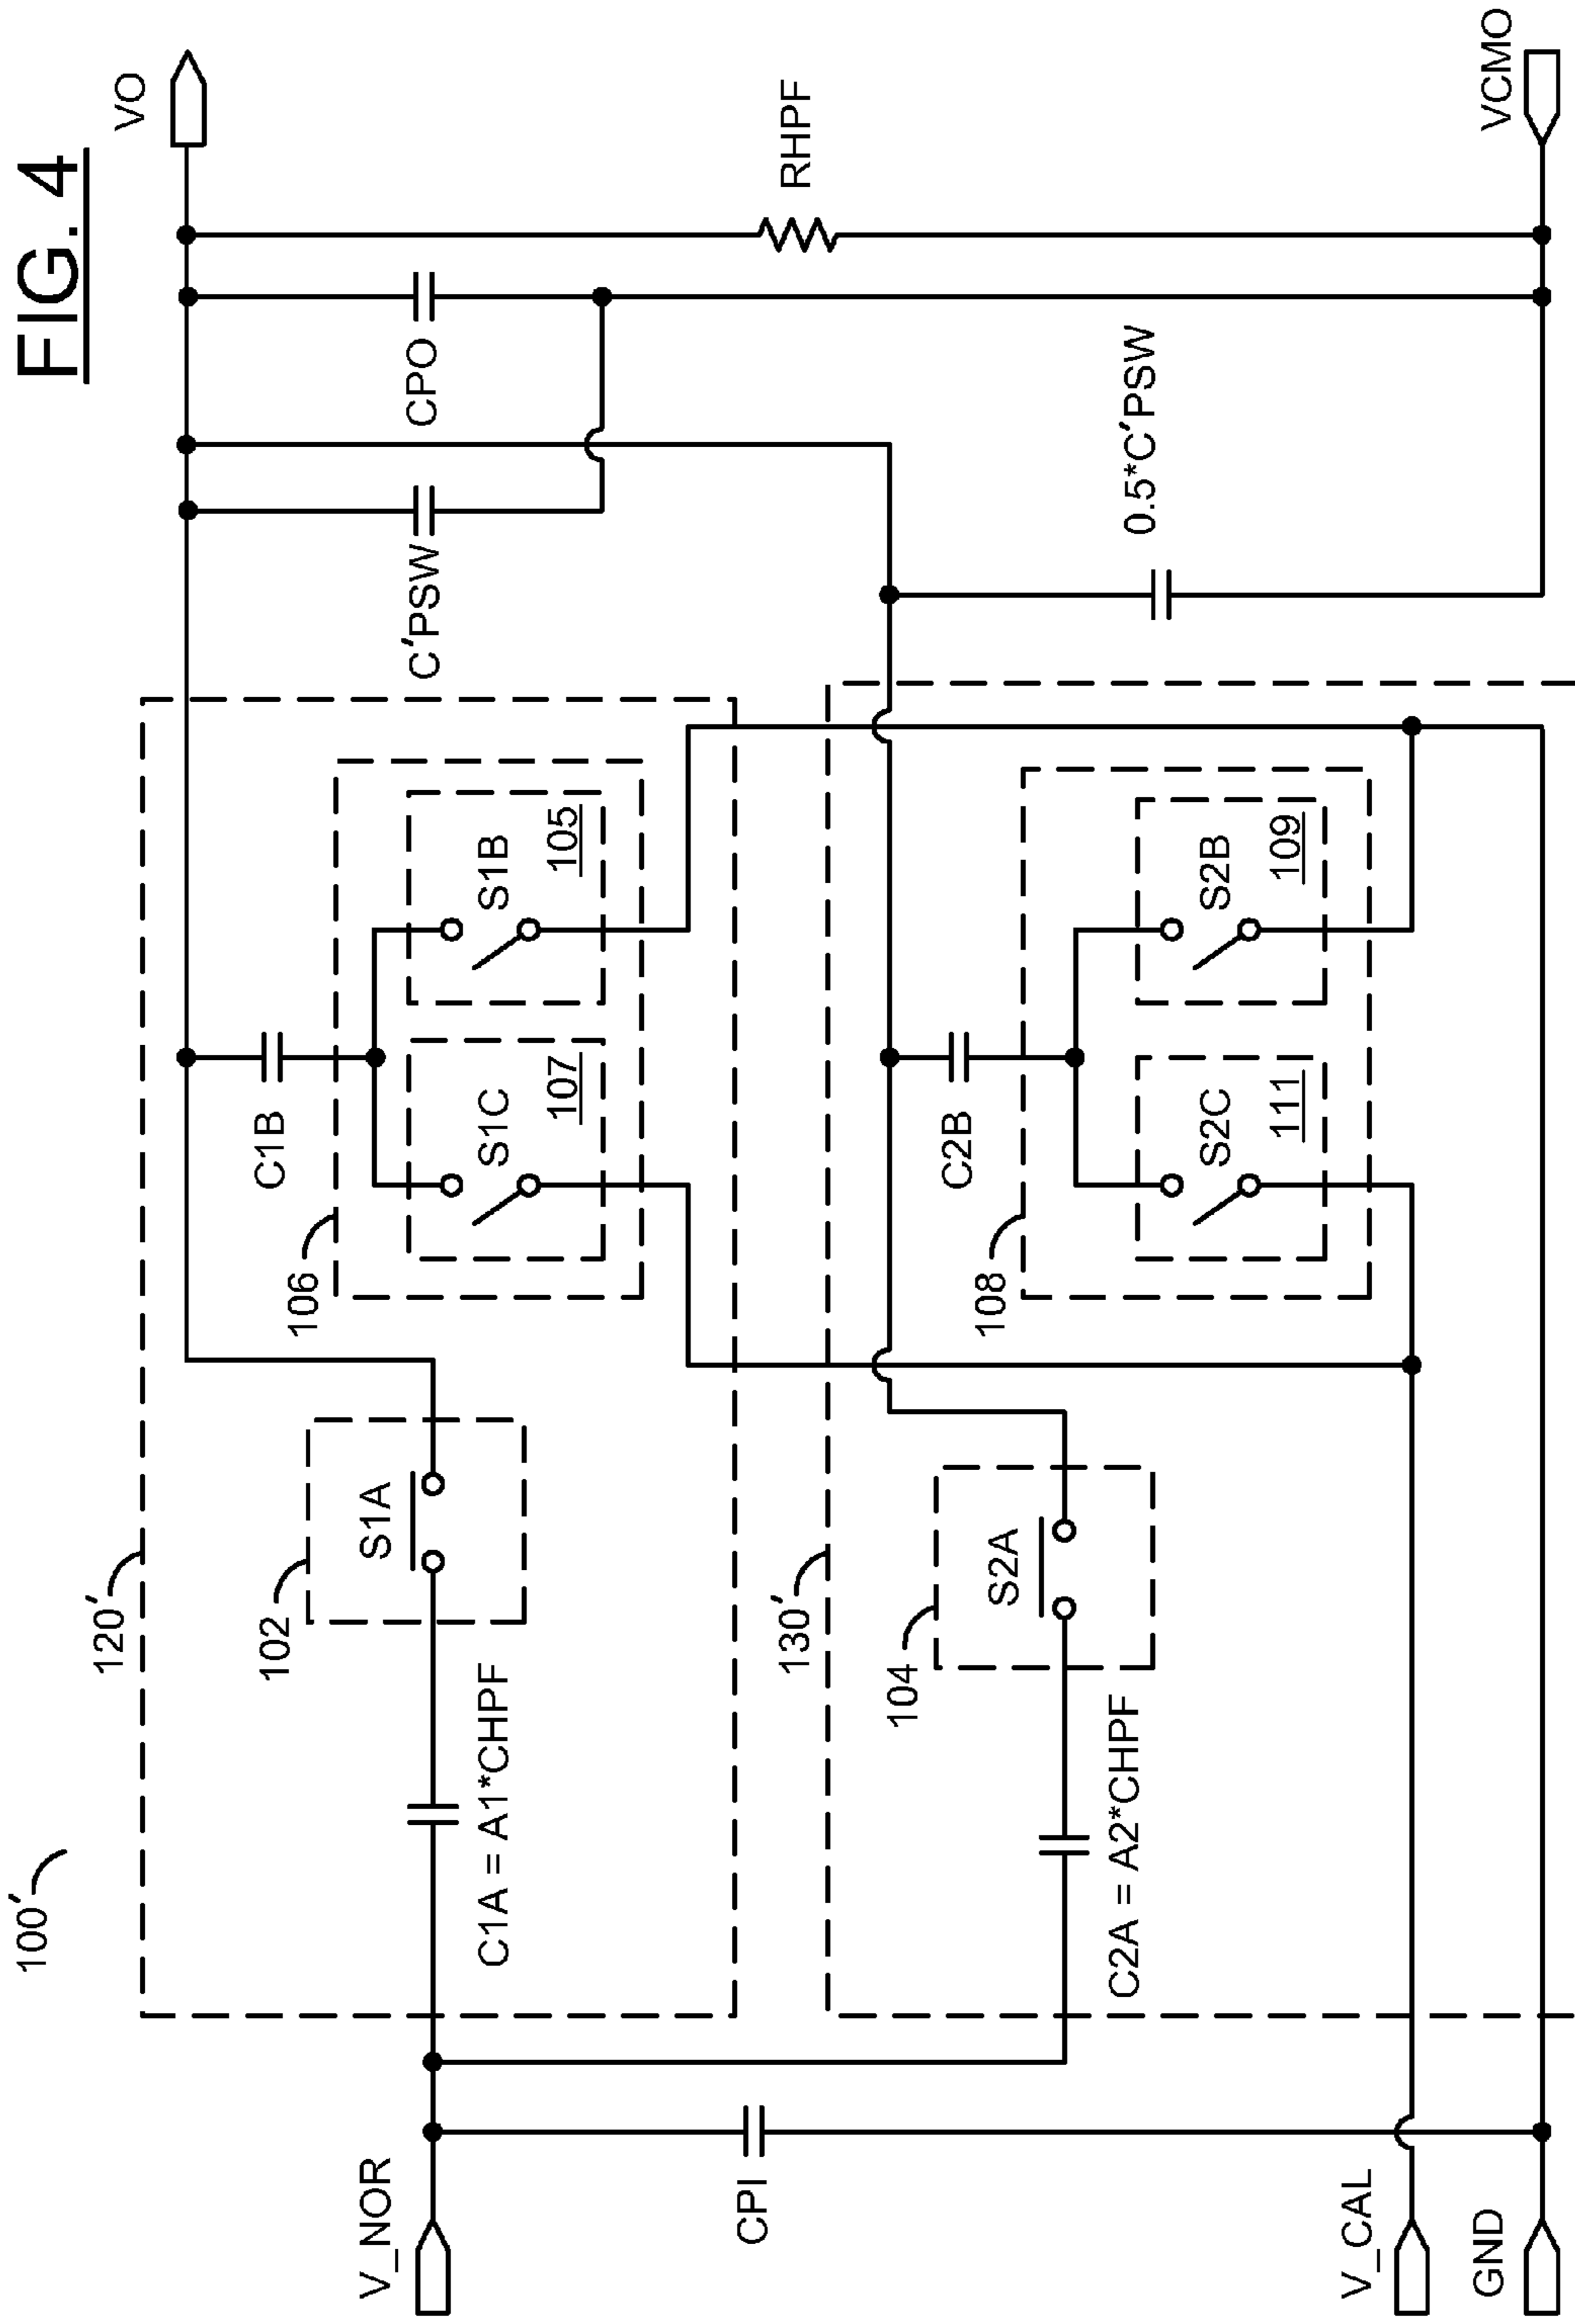 FIG. 4
100′
120′
VO
102
S1A
106
C1B
S1C
107
S1B
105
C′PSW
CPO
RHPF
V_NOR
C1A = A1*CHPF
130′
CPI
104
S2A
108
C2B
S2C
111
S2B
109
0.5*C′PSW
C2A = A2*CHPF
V_CAL
GND
VCMO